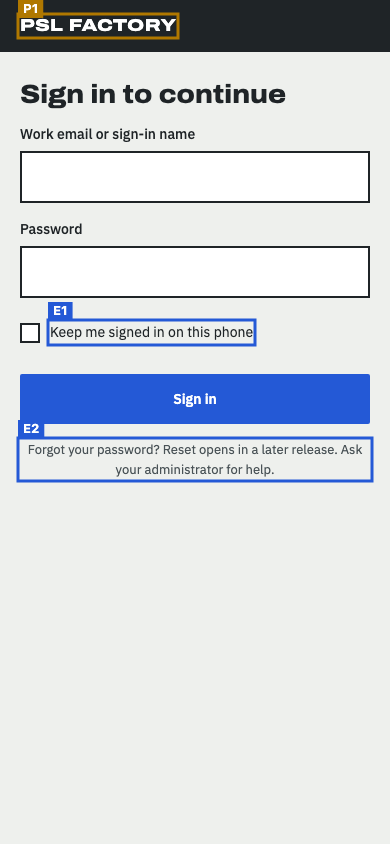 P1
PSL FACTORY
Sign in to continue
Work email or sign-in name
Password
E1
Keep me signed in on this phone
Sign in
E2
Forgot your password? Reset opens in a later release. Ask
your administrator for help.